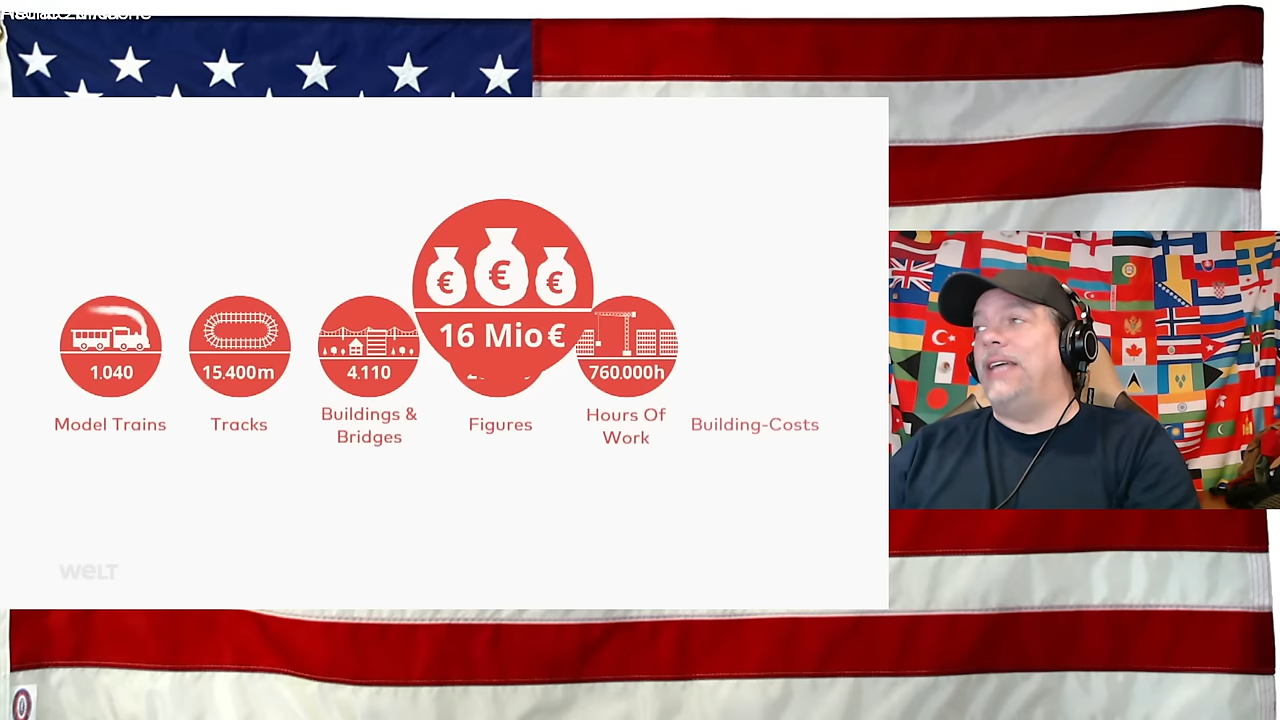 € € €
16 Mio €
1.040
15.400m
4.110
760.000h
Model Trains
Tracks
Buildings &
Bridges
Figures
Hours Of
Work
Building-Costs
WELT